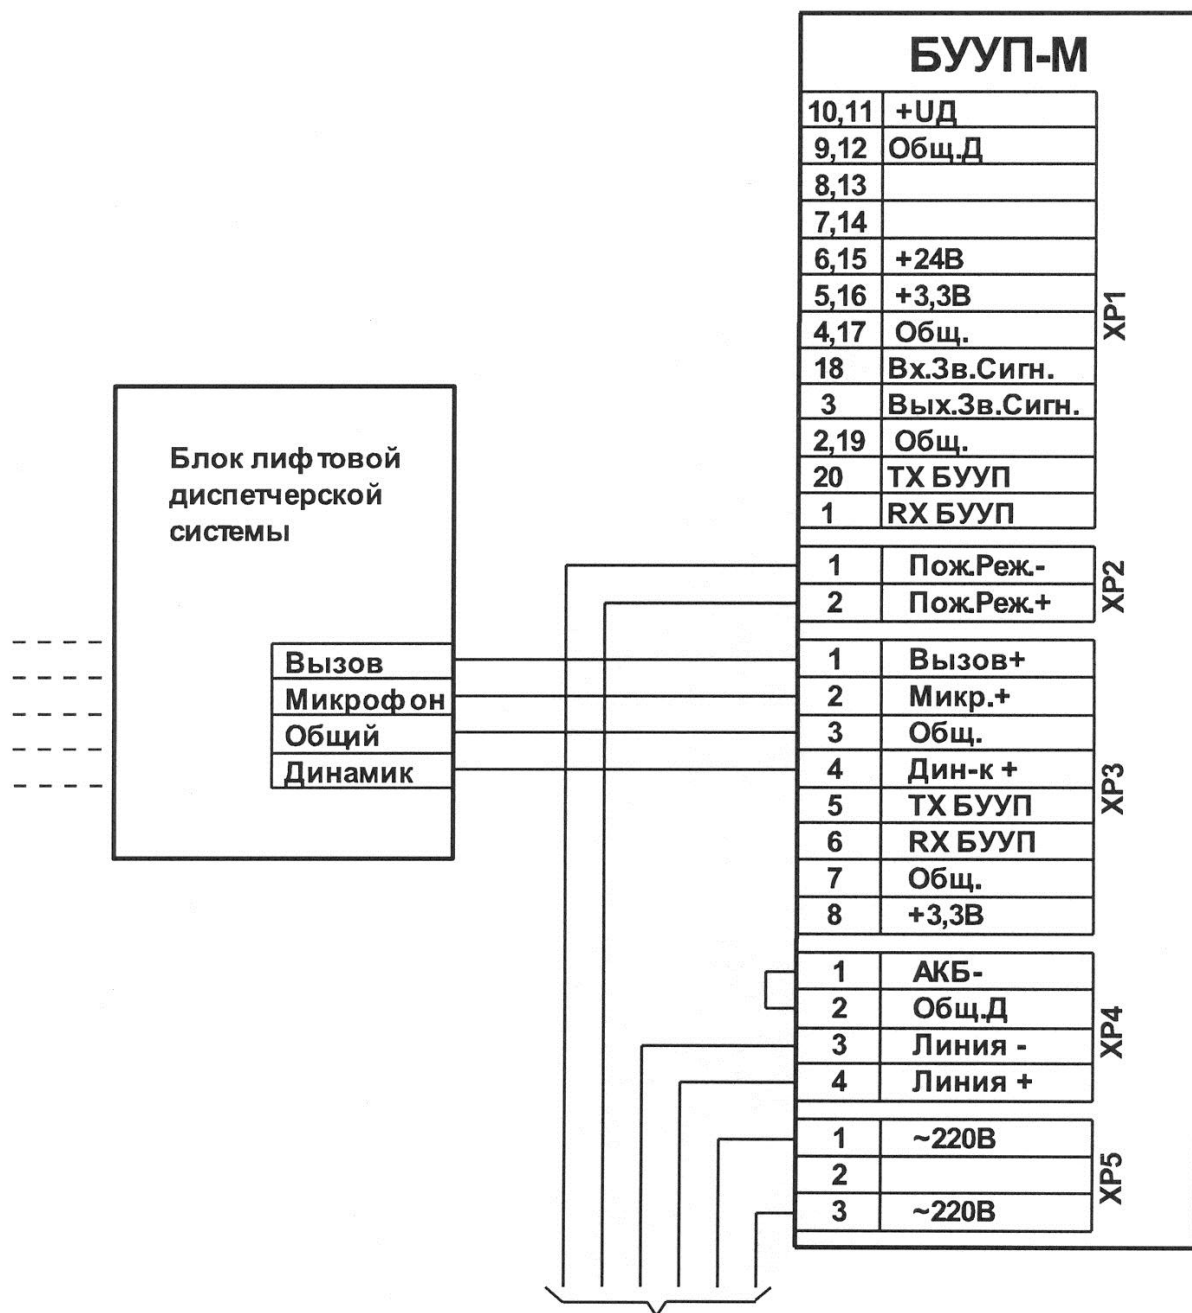 БУУП-М
10,11 +UД
9,12 Общ.Д
8,13
7,14
6,15 +24В
5,16 +3,3В
4,17 Общ.
18 Вх.Зв.Сигн.
3 Вых.Зв.Сигн.
2,19 Общ.
20 TX БУУП
1 RX БУУП
XP1
1 Пож.Реж.-
2 Пож.Реж.+
XP2
1 Вызов+
2 Микр.+
3 Общ.
4 Дин-к +
5 TX БУУП
6 RX БУУП
7 Общ.
8 +3,3В
XP3
1 АКБ-
2 Общ.Д
3 Линия -
4 Линия +
XP4
1 ~220В
2
3 ~220В
XP5
Блок лифтовой
диспетчерской
системы
Вызов
Микрофон
Общий
Динамик